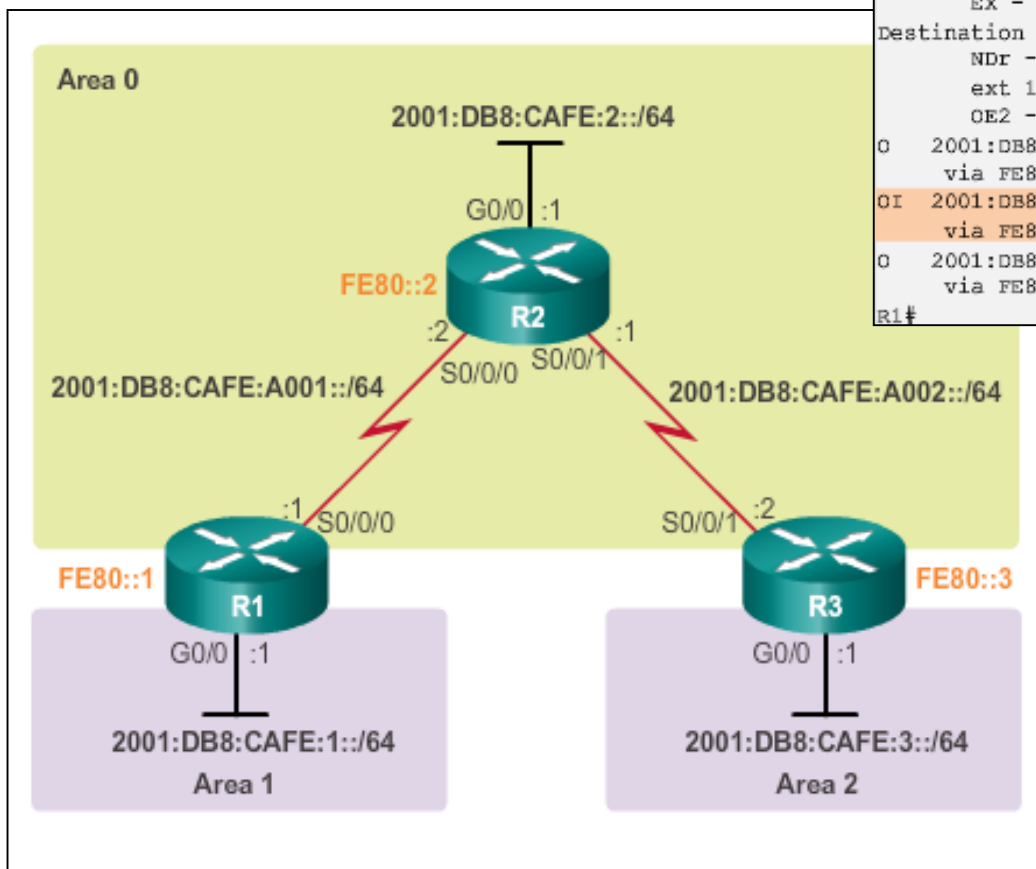 EX -
Destination
NDr -
ext 1
OE2 -
O 2001:DB8
via FE8
OI 2001:DB8
via FE8
O 2001:DB8
via FE8
R1#
Area 0
2001:DB8:CAFE:2::/64
G0/0 :1
FE80::2
R2
:2 :1
S0/0/0 S0/0/1
2001:DB8:CAFE:A001::/64 2001:DB8:CAFE:A002::/64
:1 S0/0/0 S0/0/1 :2
FE80::1 FE80::3
R1 R3
G0/0 :1 G0/0 :1
2001:DB8:CAFE:1::/64 2001:DB8:CAFE:3::/64
Area 1 Area 2